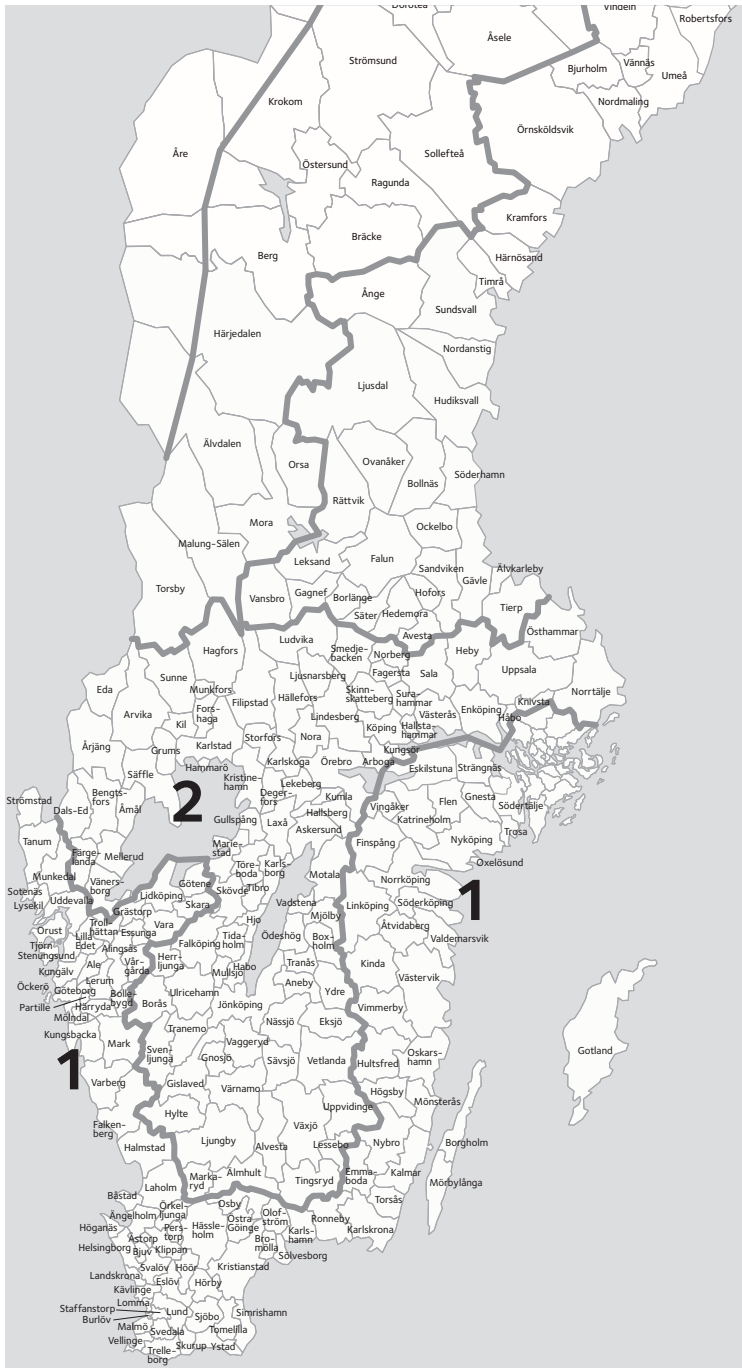 Dorotea
Vindeln
Robertsfors
Åsele
Strömsund
Bjurholm
Vännäs
Umeå
Krokom
Nordmaling
Örnsköldsvik
Åre
Sollefteå
Östersund
Ragunda
Kramfors
Bräcke
Berg
Härnösand
Timrå
Ånge
Sundsvall
Härjedalen
Nordanstig
Ljusdal
Hudiksvall
Älvdalen
Orsa
Ovanåker
Söderhamn
Bollnäs
Rättvik
Mora
Ockelbo
Malung-Sälen
Leksand
Falun
Sandviken
Älvkarleby
Gävle
Torsby
Vansbro
Gagnef
Borlänge
Hofors
Säter
Hedemora
Tierp
Östhammar
Ludvika
Avesta
Hagfors
Smedje-
backen
Norberg
Heby
Sunne
Ljusnarsberg
Fagersta
Sala
Uppsala
Eda
Munkfors
Skinn-
skatteberg
Sura-
hammar
Norrtälje
Hällefors
Filipstad
Knivsta
Arvika
Fors-
haga
Lindesberg
Västerås
Enköping
Håbo
Kil
Köping
Hallsta-
hammar
Storfors
Nora
Årjäng
Grums
Karlstad
Kungsör
Karlskoga
Örebro
Arboga
Eskilstuna
Strängnäs
Säffle
Hammarö
Kristine-
hamn
Lekeberg
Strömstad
Bengts-
fors
Deger-
fors
Kumla
Vingåker
Flen
Gnesta
Södertälje
Dals-Ed
Åmål
2
Hallsberg
Katrineholm
Gullspång
Laxå
Askersund
Trosa
Tanum
Finspång
Nyköping
Färge-
landa
Mellerud
Marie-
stad
Oxelösund
Munkedal
Töre-
boda
Karls-
borg
Motala
Norrköping
Sotenäs
Väners-
borg
Götene
Skövde
Tibro
Lysekil
Uddevalla
Lidköping
Skara
Vadstena
Linköping
Söderköping
1
Grästorp
Mjölby
Orust
Troll-
hättan
Essunga
Vara
Hjo
Åtvidaberg
Lilla
Edet
Tida-
holm
Ödeshög
Box-
holm
Valdemarsvik
Tjörn
Alingsås
Falköping
Stenungsund
Herr-
ljunga
Tranås
Kinda
Kungälv
Ale
Vår-
gårda
Mullsjö
Habo
Västervik
Öckerö
Göteborg
Lerum
Aneby
Ydre
Partille
Härryda
Bolle-
bygd
Borås
Ulricehamn
Jönköping
Vimmerby
Mölndal
Nässjö
Eksjö
Kungsbacka
Mark
Tranemo
Vaggeryd
Gotland
1
Sven-
ljunga
Gnosjö
Sävsjö
Vetlanda
Hultsfred
Oskars-
hamn
Varberg
Gislaved
Värnamo
Högsby
Mönsterås
Hylte
Uppvidinge
Falken-
berg
Växjö
Halmstad
Ljungby
Alvesta
Lessebo
Nybro
Borgholm
Laholm
Marka-
ryd
Älmhult
Tingsryd
Emma-
boda
Kalmar
Mörbylånga
Båstad
Torsås
Ängelholm
Örkel-
ljunga
Osby
Olof-
ström
Ronneby
Höganäs
Pers-
torp
Hässle-
holm
Östra
Göinge
Karls-
hamn
Karlskrona
Helsingborg
Åstorp
Bjuv
Klippan
Bro-
mölla
Sölvesborg
Landskrona
Svalöv
Höör
Kristianstad
Kävlinge
Eslöv
Hörby
Lomma
Staffanstorp
Lund
Sjöbo
Simrishamn
Burlöv
Malmö
Svedala
Tomelilla
Vellinge
Trelle-
borg
Skurup
Ystad